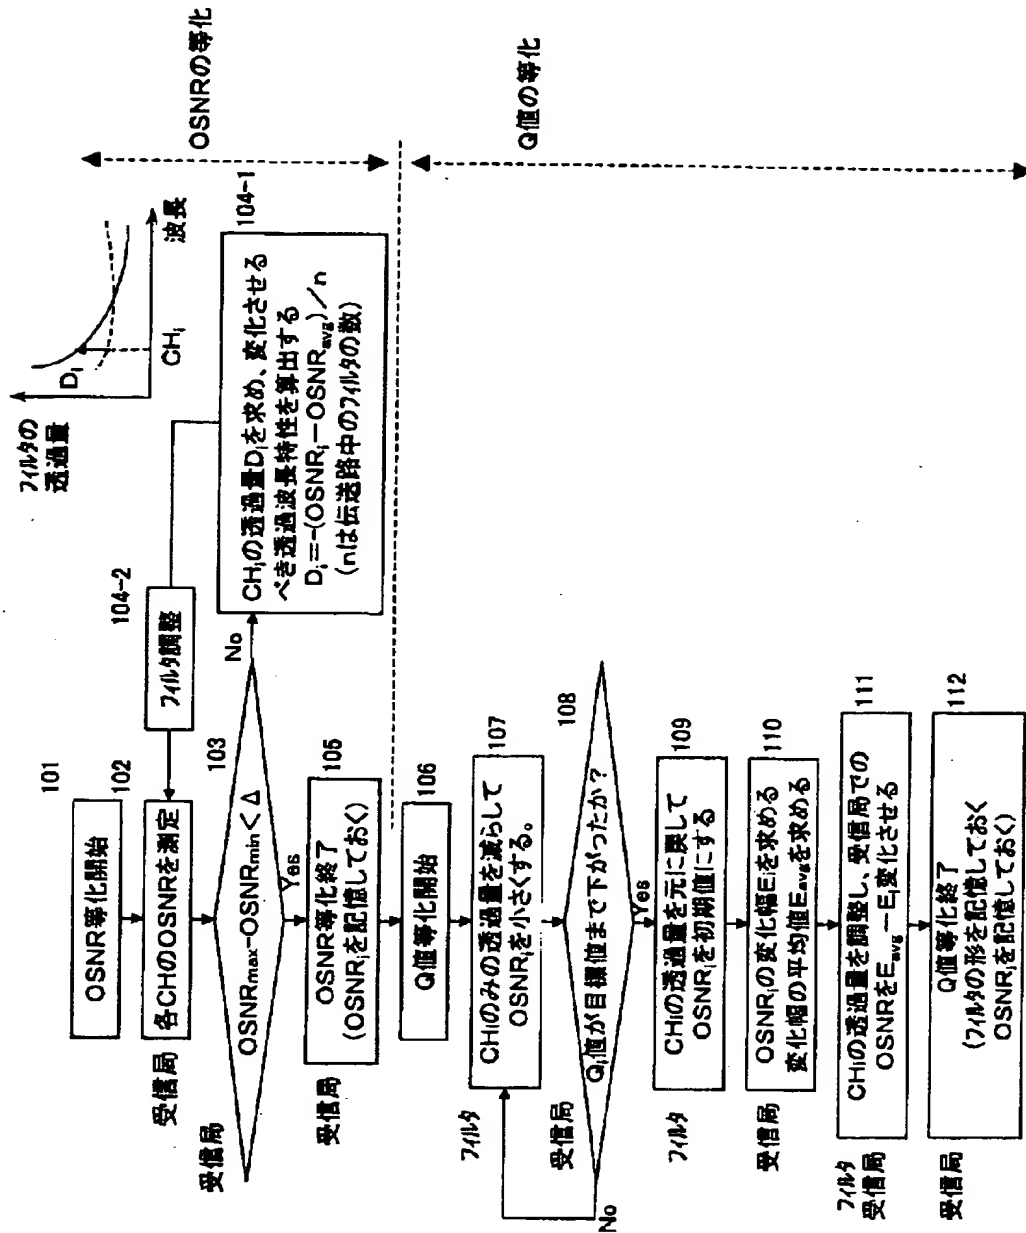 101
OSNR等化開始
102
受信局
各CHのOSNRを測定
フィルタ調整
104-2
フィルタの
透過量
Di
CHi
波長
受信局
103
OSNRmax-OSNRmin<Δ
No
Yes
104-1
CHiの透過量Diを求め、変化させる
べき透過波長特性を算出する
Di=-(OSNRi-OSNRavg)/n
(nは伝送路中のフィルタの数)
OSNRの等化
受信局
105
OSNR等化終了
(OSNRiを記憶しておく)
106
Q値等化開始
Q値の等化
フィルタ
107
CHiのみの透過量を減らして
OSNRiを小さくする。
受信局
108
Qi値が目標値まで下がったか?
No
Yes
フィルタ
109
CHiの透過量を元に戻して
OSNRiを初期値にする
受信局
110
OSNRiの変化幅Eiを求める
変化幅の平均値Eavgを求める
フィルタ
受信局
111
CHiの透過量を調整し、受信局での
OSNRをEavg-Ei変化させる
受信局
112
Q値等化終了
(フィルタの形を記憶しておく
OSNRiを記憶しておく)